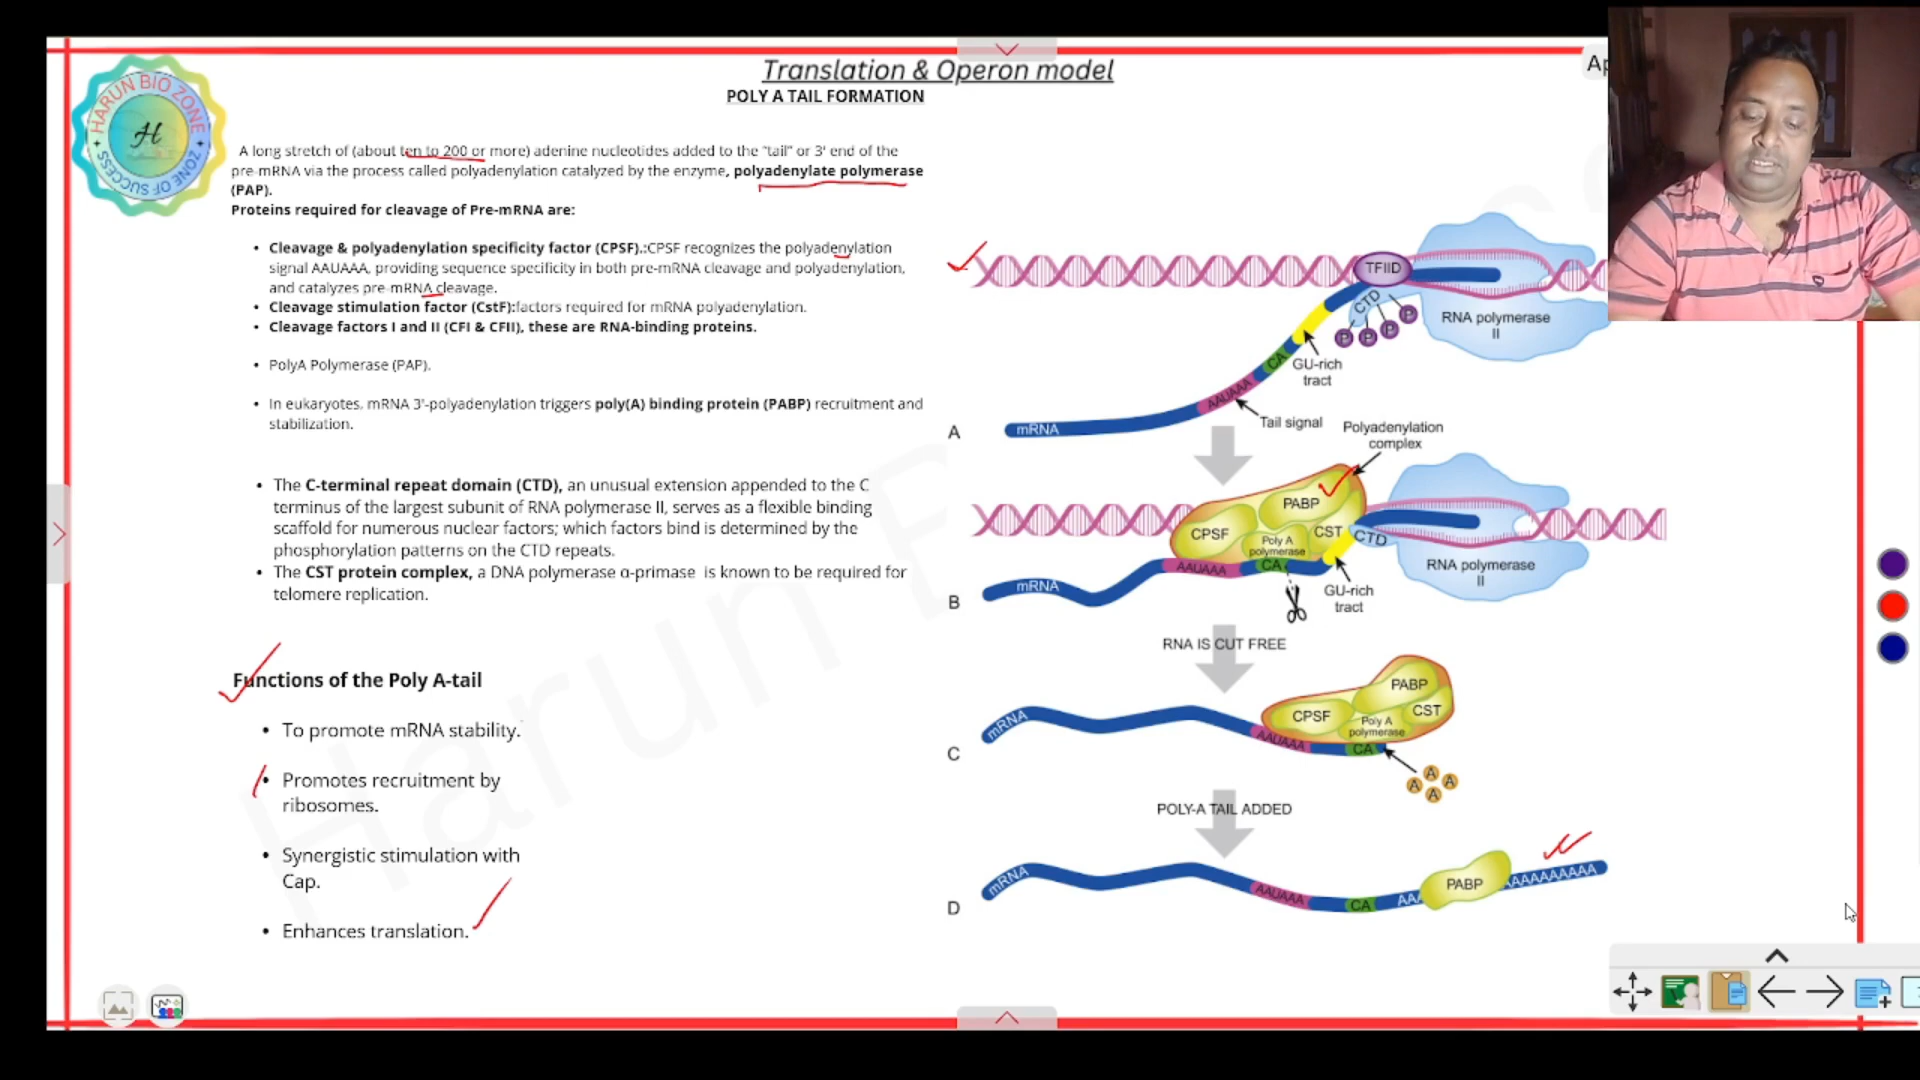 Translation & Operon model
POLY A TAIL FORMATION
HARUN BIO ZONE
ZONE OF SUCCESS
H
A long stretch of (about ten to 200 or more) adenine nucleotides added to the "tail" or 3' end of the
pre-mRNA via the process called polyadenylation catalyzed by the enzyme, polyadenylate polymerase
(PAP).
Proteins required for cleavage of Pre-mRNA are:
• Cleavage & polyadenylation specificity factor (CPSF).:CPSF recognizes the polyadenylation
signal AAUAAA, providing sequence specificity in both pre-mRNA cleavage and polyadenylation,
and catalyzes pre-mRNA cleavage.
• Cleavage stimulation factor (CstF):factors required for mRNA polyadenylation.
• Cleavage factors I and II (CFI & CFII), these are RNA-binding proteins.
• PolyA Polymerase (PAP).
• In eukaryotes, mRNA 3'-polyadenylation triggers poly(A) binding protein (PABP) recruitment and
stabilization.
• The C-terminal repeat domain (CTD), an unusual extension appended to the C
terminus of the largest subunit of RNA polymerase II, serves as a flexible binding
scaffold for numerous nuclear factors; which factors bind is determined by the
phosphorylation patterns on the CTD repeats.
• The CST protein complex, a DNA polymerase α-primase is known to be required for
telomere replication.
Functions of the Poly A-tail
• To promote mRNA stability.
• Promotes recruitment by
ribosomes.
• Synergistic stimulation with
Cap.
• Enhances translation.
Ap
TFIID
CTD
P P P P
RNA polymerase
II
CA
GU-rich
tract
AAUAAA
Tail signal
mRNA
A
Polyadenylation
complex
PABP
CPSF
CST
Poly A
polymerase
CTD
RNA polymerase
II
AAUAAA
CA
mRNA
GU-rich
tract
B
RNA IS CUT FREE
PABP
CPSF
CST
Poly A
polymerase
mRNA
AAUAAA
CA
A A A A
C
POLY-A TAIL ADDED
mRNA
AAUAAA
CA
AAA
PABP
AAAAAAAAAA
D
Harun B